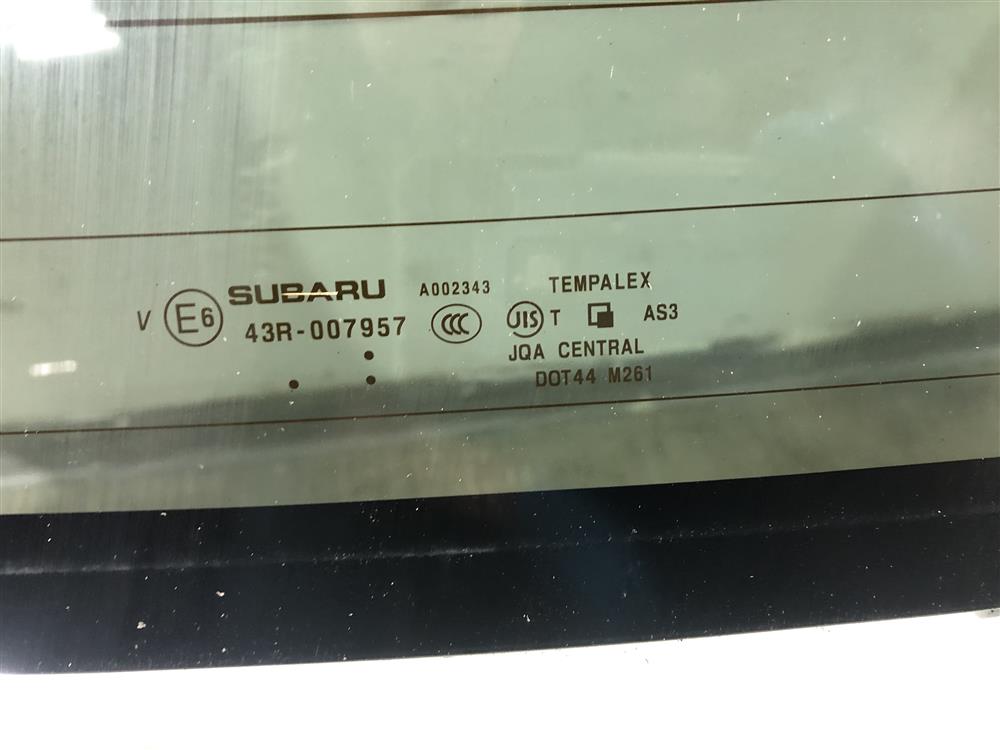 SUBARU A002343 TEMPALEX
V E6 43R-007957 CCC JIS T AS3
JQA CENTRAL
DOT44 M261